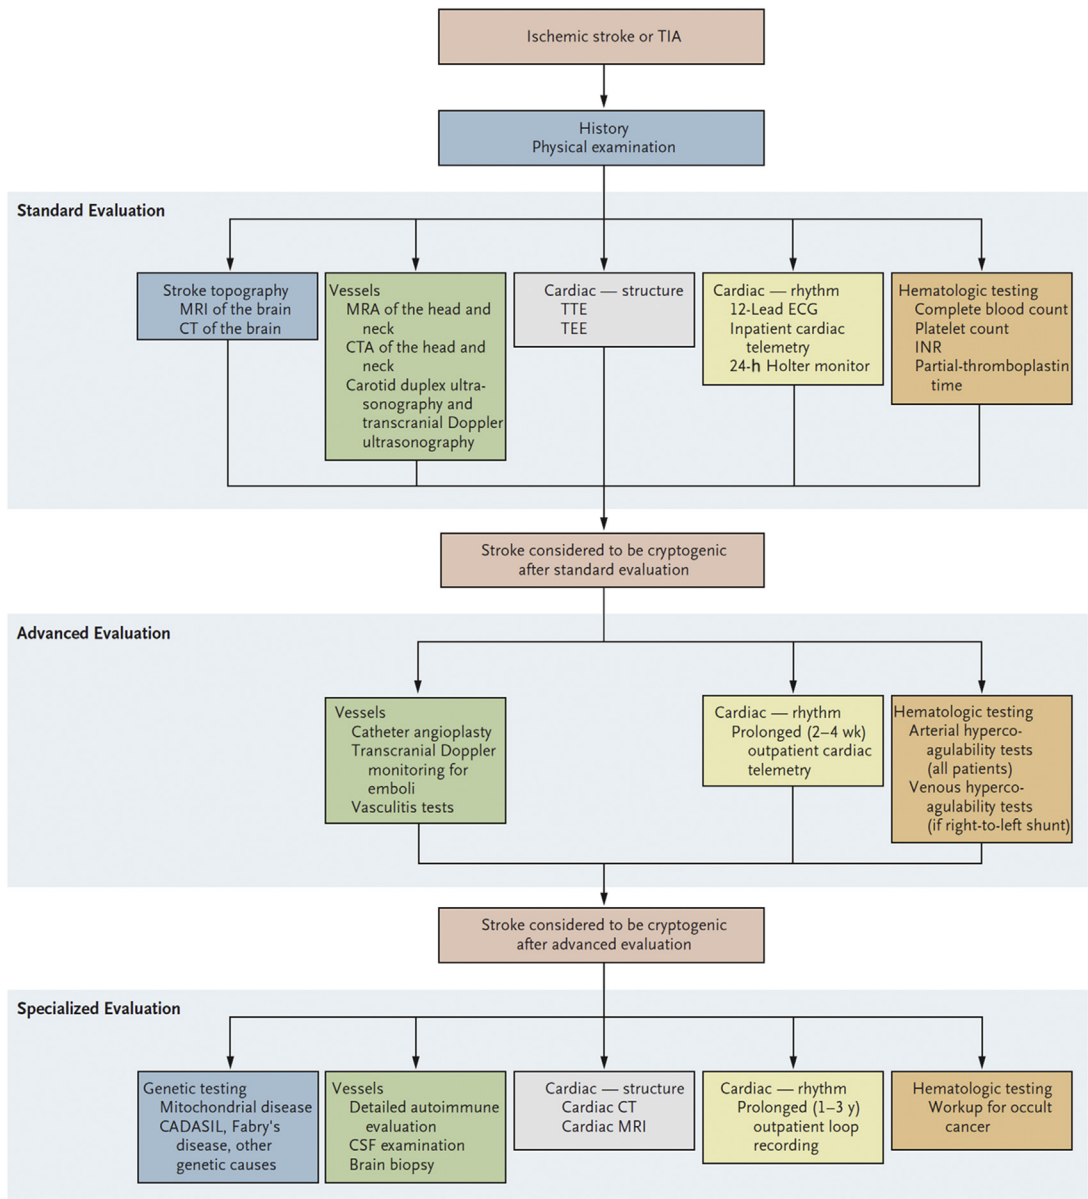 Ischemic stroke or TIA
History
Physical examination
Standard Evaluation
Stroke topography
MRI of the brain
CT of the brain
Vessels
MRA of the head and
neck
CTA of the head and
neck
Carotid duplex ultra-
sonography and
transcranial Doppler
ultrasonography
Cardiac — structure
TTE
TEE
Cardiac — rhythm
12-Lead ECG
Inpatient cardiac
telemetry
24-h Holter monitor
Hematologic testing
Complete blood count
Platelet count
INR
Partial-thromboplastin
time
Stroke considered to be cryptogenic
after standard evaluation
Advanced Evaluation
Vessels
Catheter angioplasty
Transcranial Doppler
monitoring for
emboli
Vasculitis tests
Cardiac — rhythm
Prolonged (2–4 wk)
outpatient cardiac
telemetry
Hematologic testing
Arterial hyperco-
agulability tests
(all patients)
Venous hyperco-
agulability tests
(if right-to-left shunt)
Stroke considered to be cryptogenic
after advanced evaluation
Specialized Evaluation
Genetic testing
Mitochondrial disease
CADASIL, Fabry's
disease, other
genetic causes
Vessels
Detailed autoimmune
evaluation
CSF examination
Brain biopsy
Cardiac — structure
Cardiac CT
Cardiac MRI
Cardiac — rhythm
Prolonged (1–3 y)
outpatient loop
recording
Hematologic testing
Workup for occult
cancer